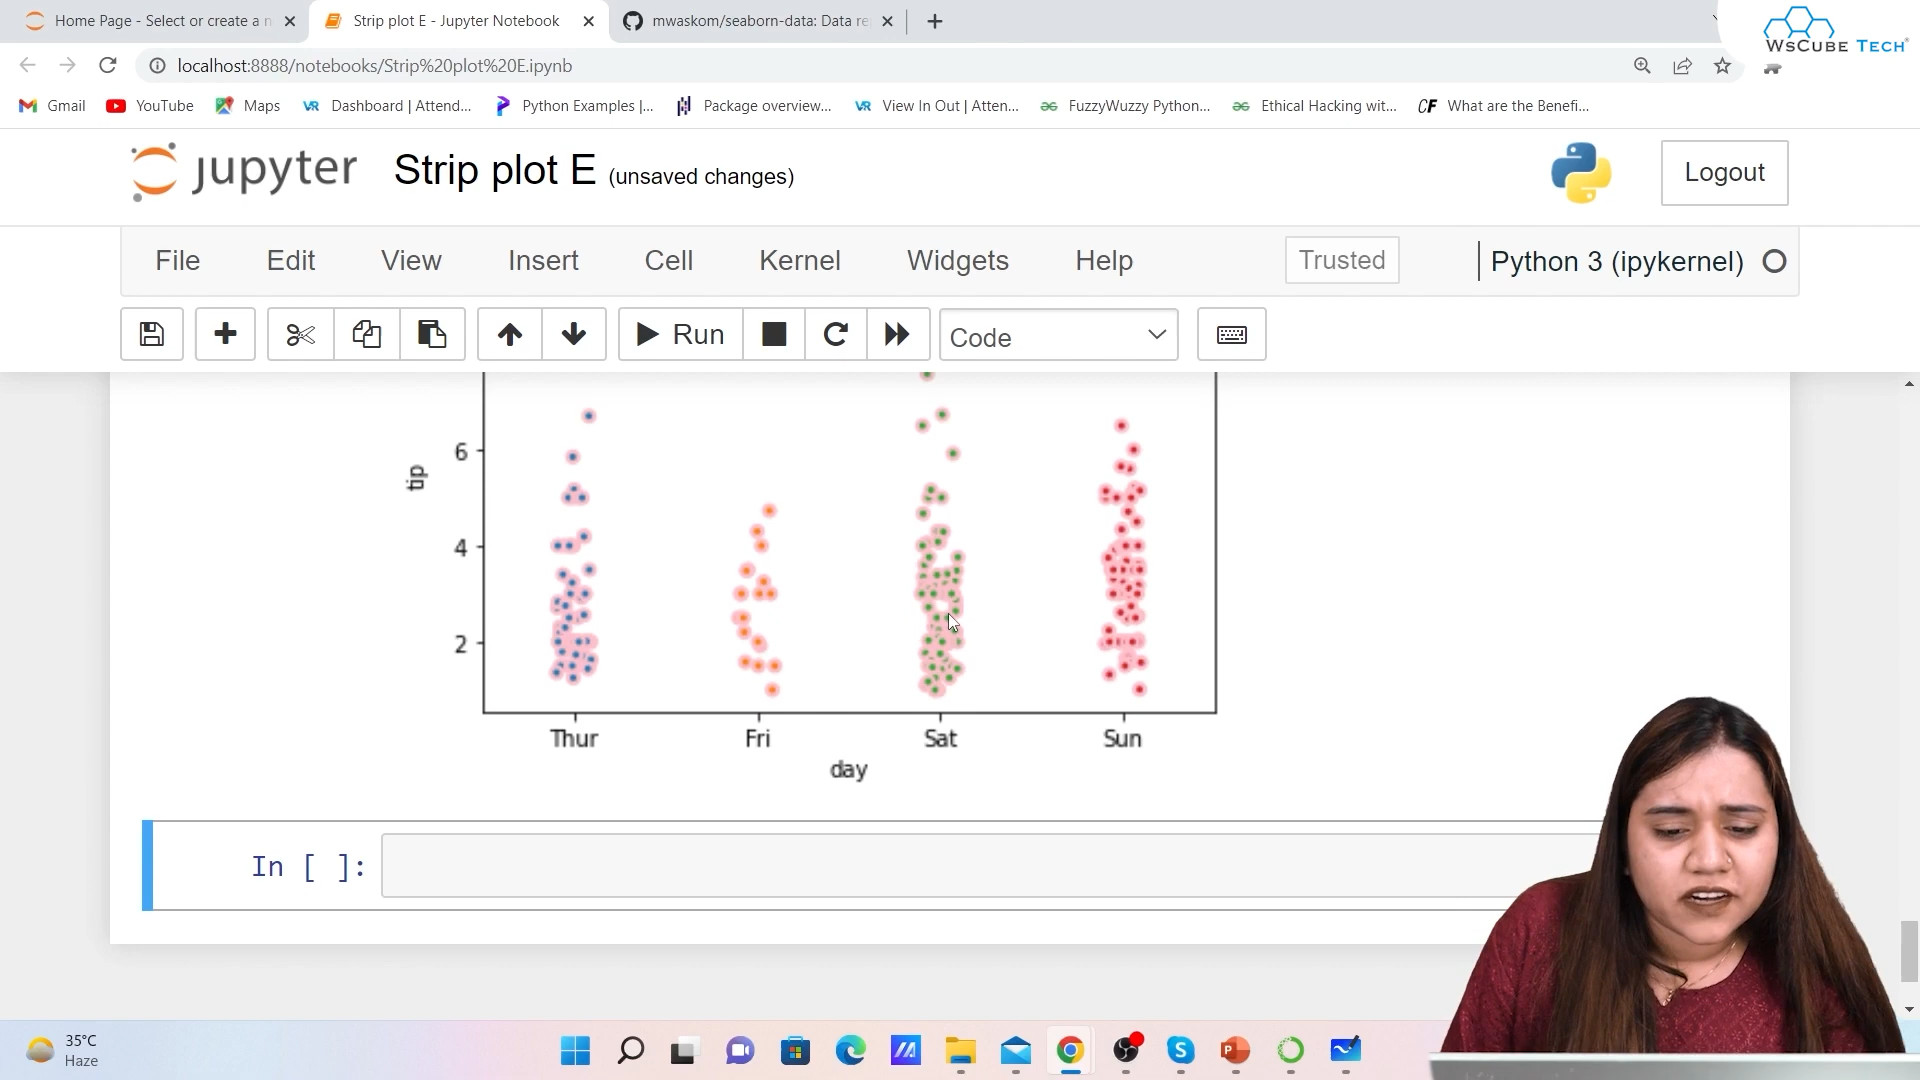 Home Page - Select or create a n
Strip plot E - Jupyter Notebook
mwaskom/seaborn-data: Data re
WsCube Tech®
localhost:8888/notebooks/Strip%20plot%20E.ipynb
Gmail YouTube Maps Dashboard | Attend... Python Examples |... Package overview... View In Out | Atten... FuzzyWuzzy Python... Ethical Hacking wit... What are the Benefi...
jupyter Strip plot E (unsaved changes) Logout
File Edit View Insert Cell Kernel Widgets Help Trusted Python 3 (ipykernel)
Run Code
tip
6
4
2
Thur Fri Sat Sun
day
In [ ]:
35°C
Haze